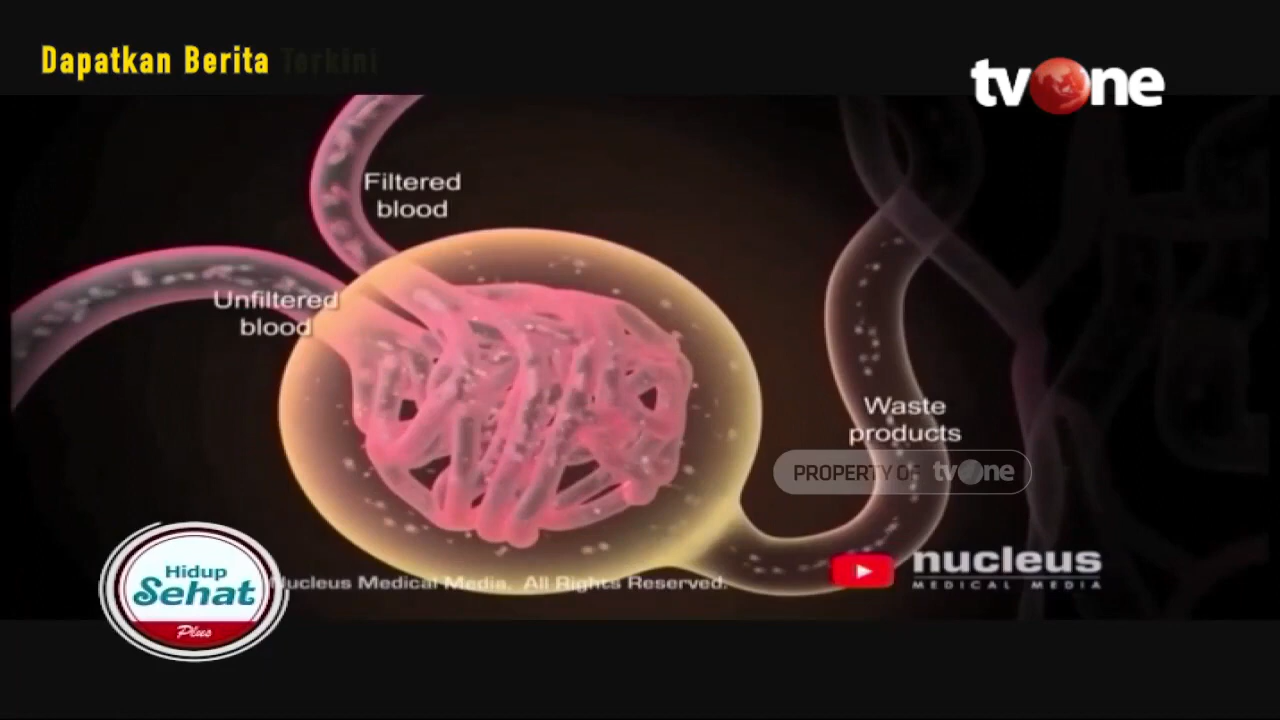 Dapatkan Berita Terkini
tvOne
Filtered
blood
Unfiltered
blood
Waste
products
PROPERTY OF tvOne
Hidup
Sehat
Plus
Nucleus Medical Media. All Rights Reserved.
nucleus
MEDICAL MEDIA